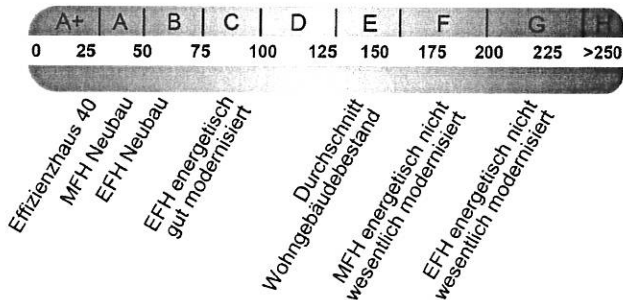 A+ A B C D E F G H
0 25 50 75 100 125 150 175 200 225 >250
Effizienzhaus 40
MFH Neubau
EFH Neubau
EFH energetisch
gut modernisiert
Durchschnitt
Wohngebäudebestand
MFH energetisch nicht
wesentlich modernisiert
EFH energetisch nicht
wesentlich modernisiert